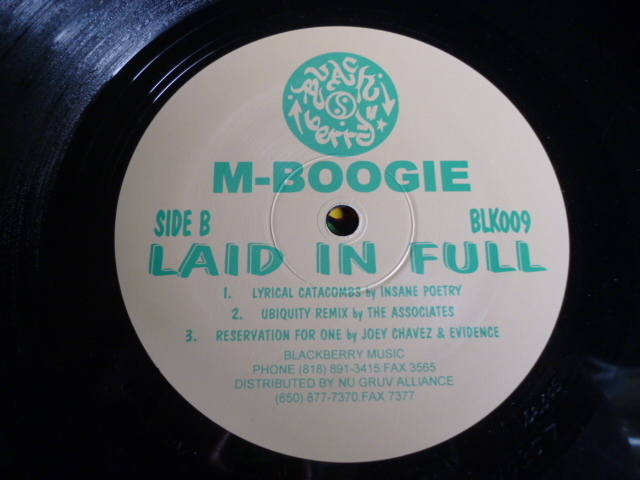 BLACK
berry
M-BOOGIE
SIDE B
BLK009
LAID IN FULL
1. LYRICAL CATACOMBS by INSANE POETRY
2. UBIQUITY REMIX by THE ASSOCIATES
3. RESERVATION FOR ONE by JOEY CHAVEZ & EVIDENCE
BLACKBERRY MUSIC
PHONE (818) 891-3415:FAX 3565
DISTRIBUTED BY NU GRUV ALLIANCE
(650) 877-7370:FAX 7377